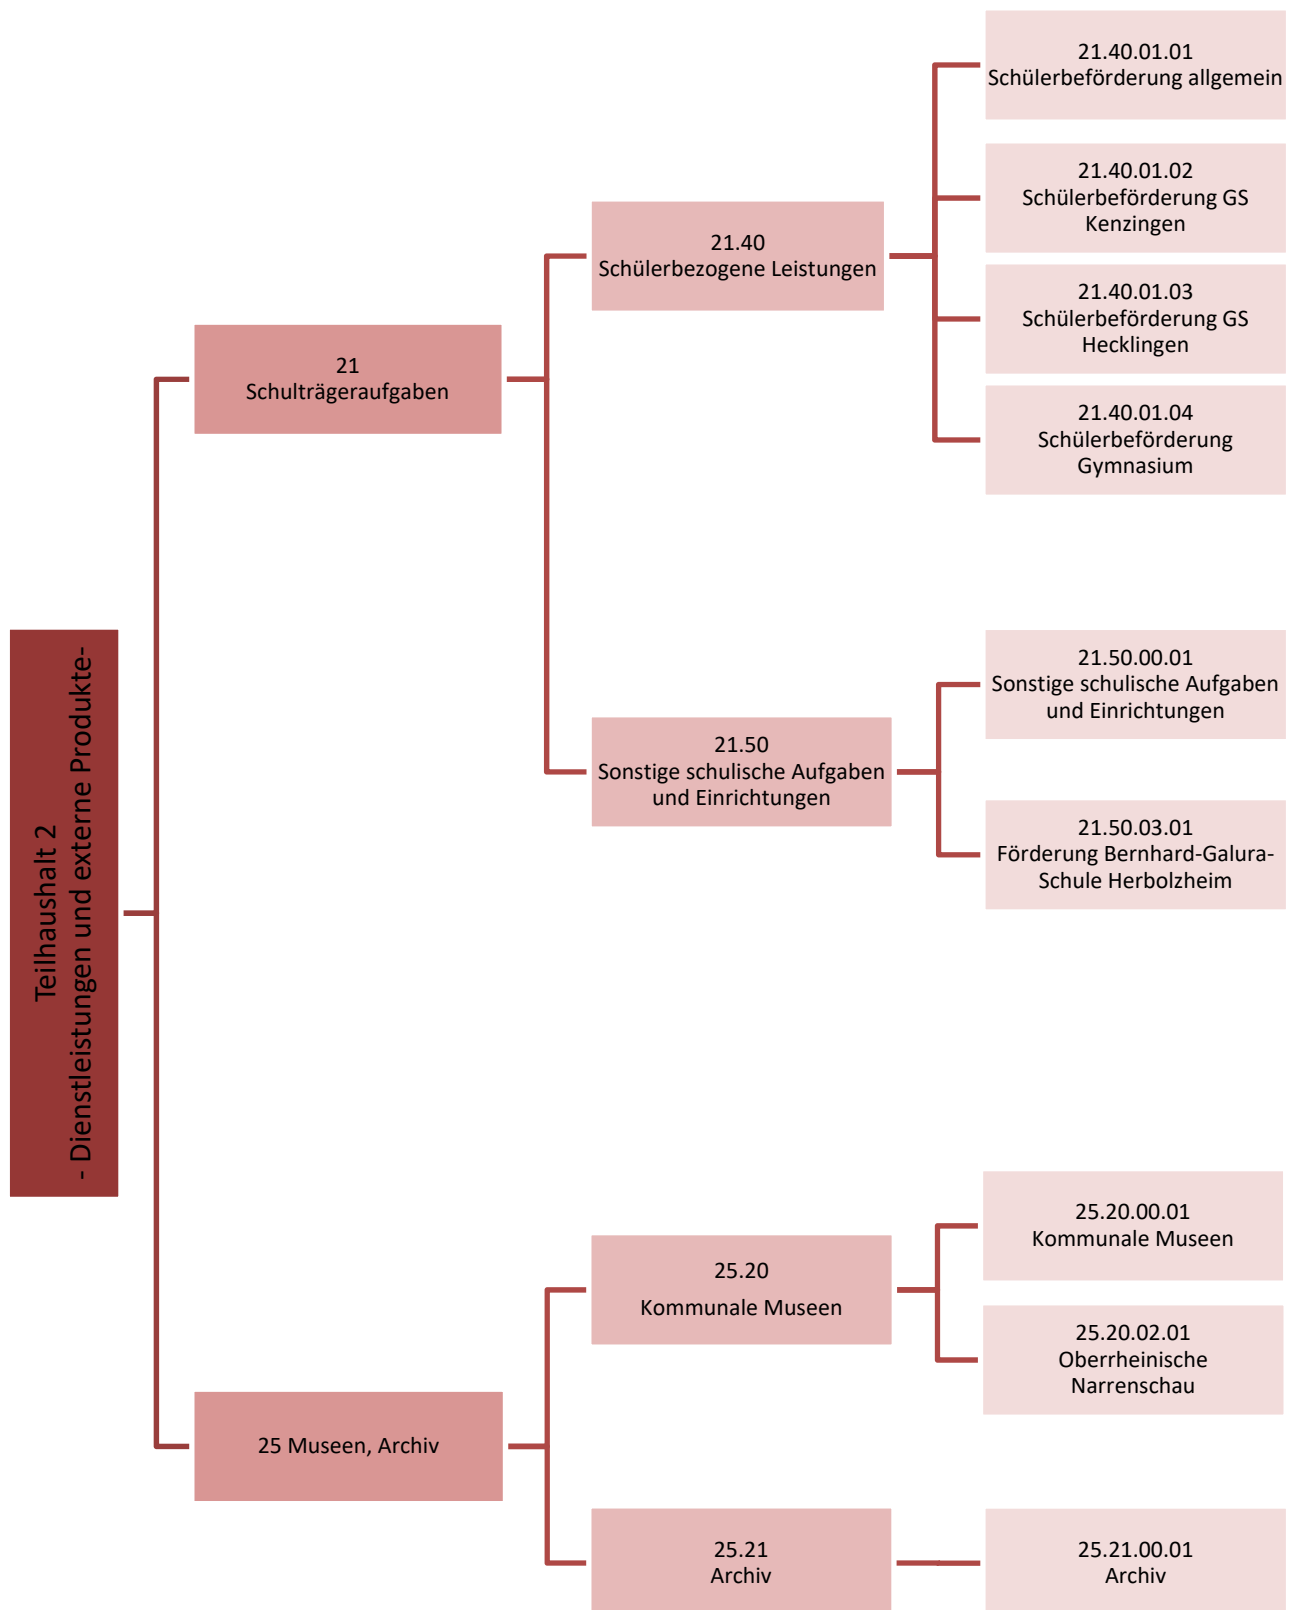 Teilhaushalt 2
- Dienstleistungen und externe Produkte-
21
Schulträgeraufgaben
21.40
Schülerbezogene Leistungen
21.40.01.01
Schülerbeförderung allgemein
21.40.01.02
Schülerbeförderung GS
Kenzingen
21.40.01.03
Schülerbeförderung GS
Hecklingen
21.40.01.04
Schülerbeförderung
Gymnasium
21.50
Sonstige schulische Aufgaben
und Einrichtungen
21.50.00.01
Sonstige schulische Aufgaben
und Einrichtungen
21.50.03.01
Förderung Bernhard-Galura-
Schule Herbolzheim
25 Museen, Archiv
25.20
Kommunale Museen
25.20.00.01
Kommunale Museen
25.20.02.01
Oberrheinische
Narrenschau
25.21
Archiv
25.21.00.01
Archiv